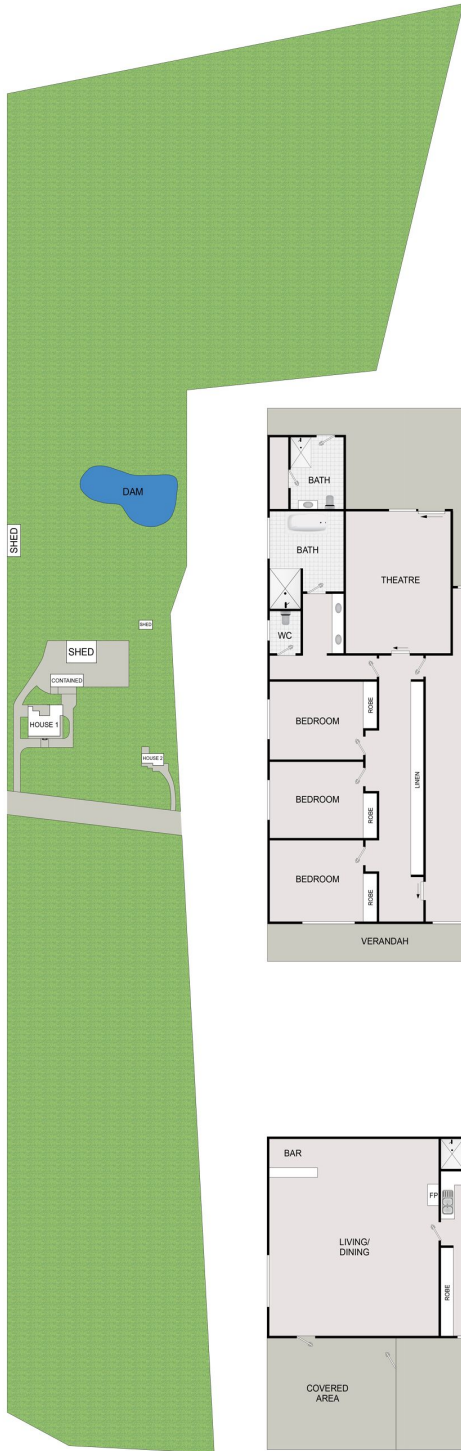 DAM
SHED
SHED
SHED
CONTAINED
HOUSE 1
HOUSE 2
BATH
BATH
THEATRE
WC
BEDROOM
ROBE
BEDROOM
ROBE
LINEN
BEDROOM
ROBE
VERANDAH
BAR
FP
LIVING/
DINING
ROBE
COVERED
AREA